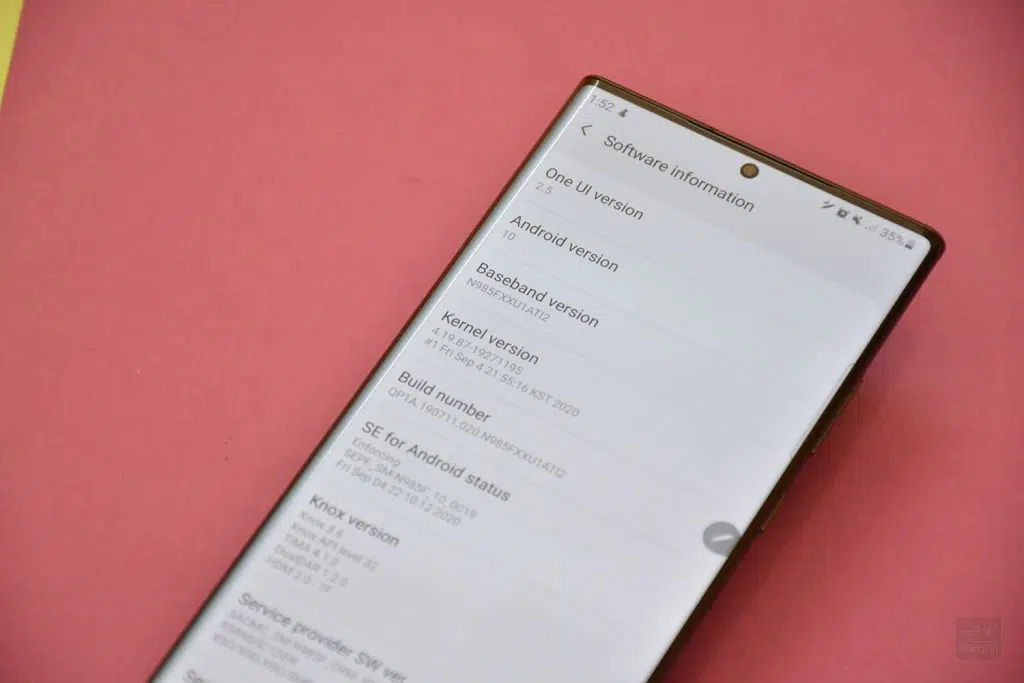 1:52
35%
Software information
One UI version
2.5
Android version
10
Baseband version
N985FXXU1ATI2
Kernel version
4.19.87-19271195
#1 Fri Sep 4 21:55:16 KST 2020
Build number
QP1A.190711.020.N985FXXU1ATI2
SE for Android status
Enforcing
SEPF_SM-N985F_10_0019
Fri Sep 04 22:10:12 2020
Knox version
Knox 3.6
Knox API level 32
TIMA 4.1.0
DualDAR 1.2.0
HDM 2.0 - 1F
Service provider SW ver.